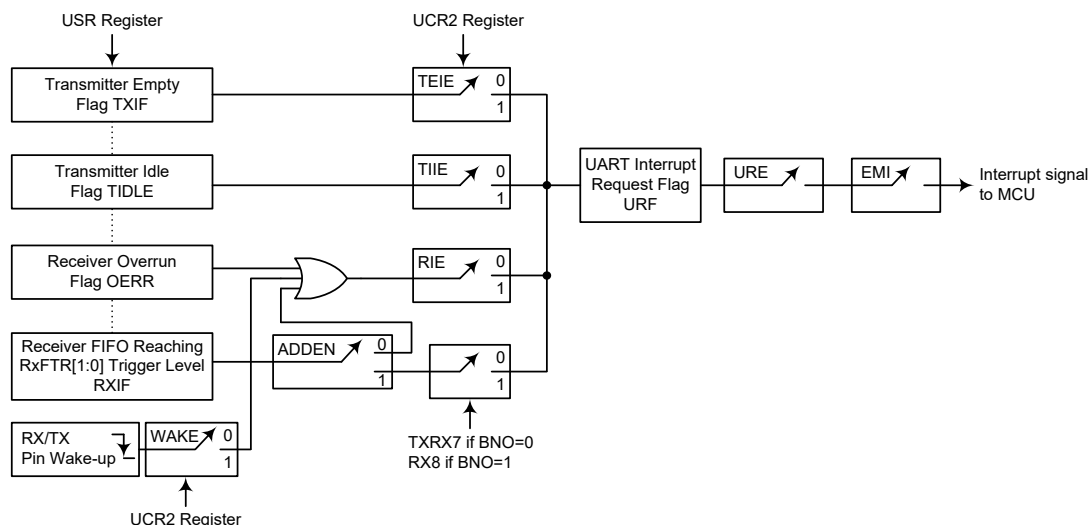 USR Register
UCR2 Register
Transmitter Empty
Flag TXIF
TEIE
0
1
Transmitter Idle
Flag TIDLE
TIIE
0
1
UART Interrupt
Request Flag
URF
URE
EMI
Interrupt signal
to MCU
Receiver Overrun
Flag OERR
RIE
0
1
Receiver FIFO Reaching
RxFTR[1:0] Trigger Level
RXIF
ADDEN
0
1
0
1
TXRX7 if BNO=0
RX8 if BNO=1
RX/TX
Pin Wake-up
WAKE
0
1
UCR2 Register